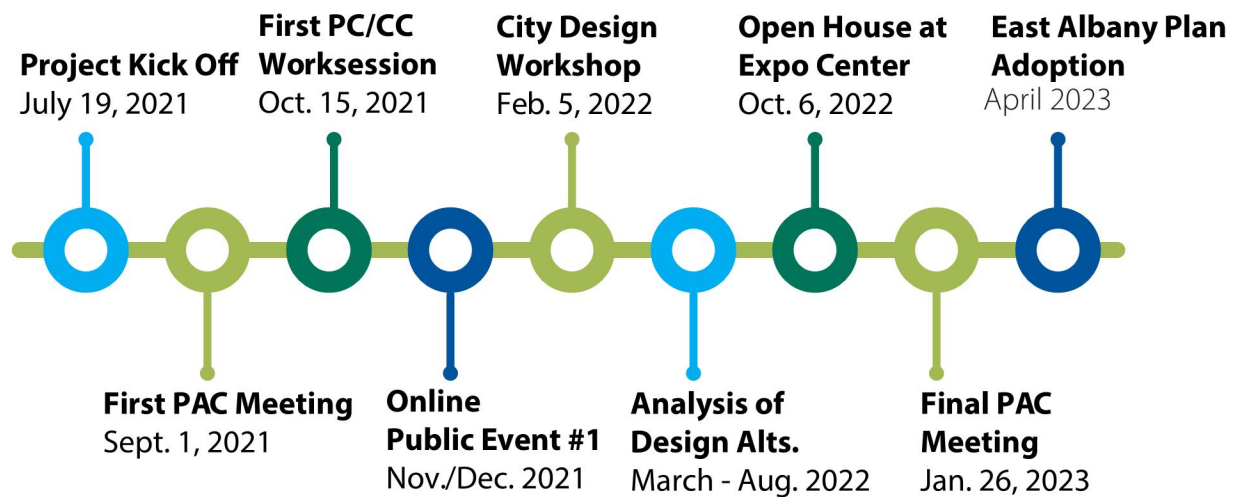 Project Kick Off
July 19, 2021
First PC/CC
Worksession
Oct. 15, 2021
City Design
Workshop
Feb. 5, 2022
Open House at
Expo Center
Oct. 6, 2022
East Albany Plan
Adoption
April 2023
First PAC Meeting
Sept. 1, 2021
Online
Public Event #1
Nov./Dec. 2021
Analysis of
Design Alts.
March - Aug. 2022
Final PAC
Meeting
Jan. 26, 2023